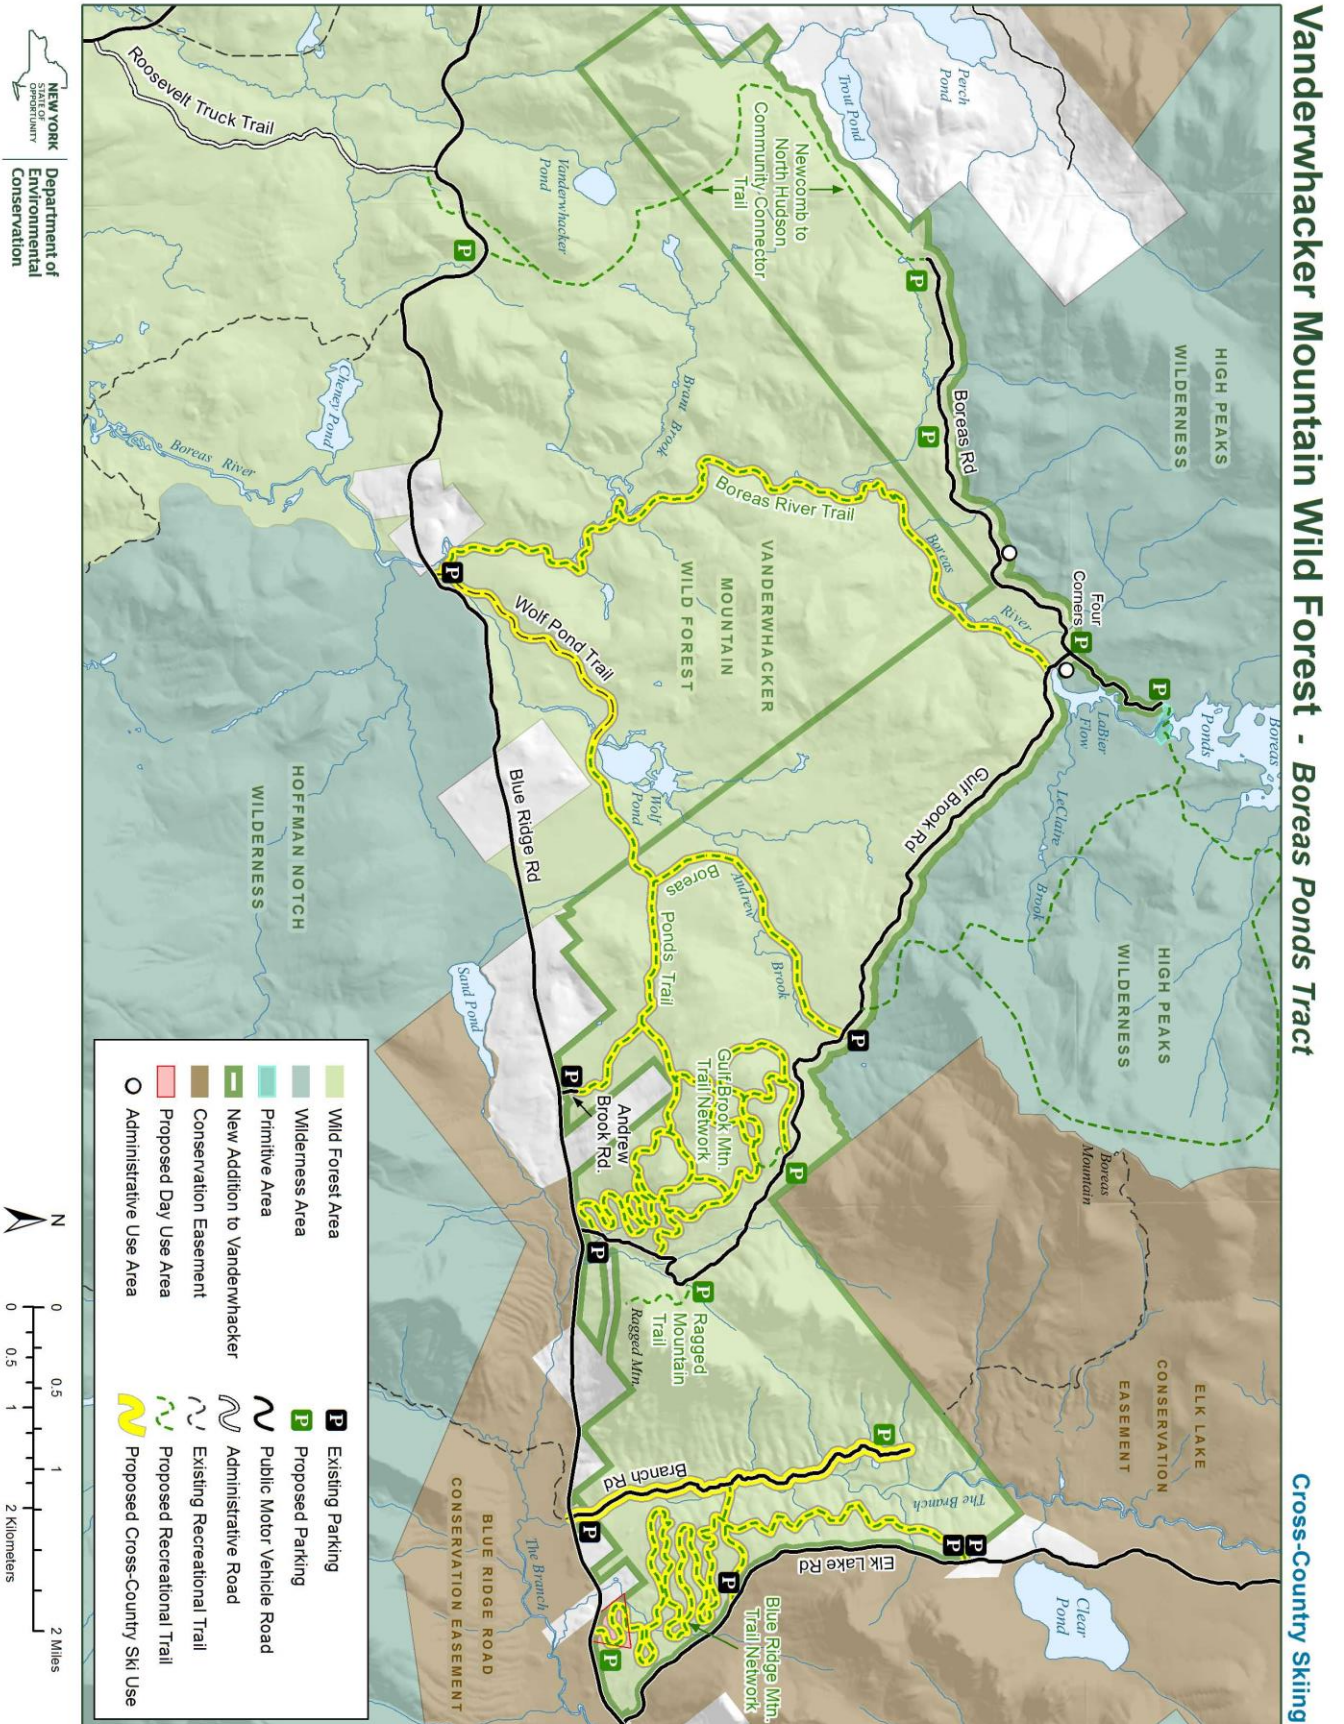 Vanderwhacker Mountain Wild Forest - Boreas Ponds Tract
Cross-Country Skiing
Perch
Pond
Trout Pond
HIGH PEAKS
WILDERNESS
Boreas
Ponds
Newcomb to
North Hudson
Community Connector
Trail
Boreas Rd
Four
Corners
P
P
P
P
LaBier
Flow
LeClaire
Brook
HIGH PEAKS
WILDERNESS
Boreas
Mountain
ELK LAKE
CONSERVATION
EASEMENT
Clear
Pond
Vanderwhacker
Pond
Brant Brook
Boreas River Trail
Boreas
River
VANDERWHACKER
MOUNTAIN
WILD FOREST
Gulf Brook Rd
Wolf
Pond
Wolf Pond Trail
Boreas
Ponds Trail
Andrew
Brook
P
Gulf Brook Mtn.
Trail Network
P
P
Ragged
Mountain
Trail
Ragged Mtn.
P
Branch Rd
The Branch
P
P
Elk Lake Rd
P
Blue Ridge Mtn.
Trail Network
P
Roosevelt Truck Trail
P
Cheney Pond
Boreas River
P
Blue Ridge Rd
HOFFMAN NOTCH
WILDERNESS
Sand Pond
P
Andrew
Brook Rd.
P
P
The Branch
BLUE RIDGE ROAD
CONSERVATION EASEMENT
Wild Forest Area
Wilderness Area
Primitive Area
New Addition to Vanderwhacker
Conservation Easement
Proposed Day Use Area
Administrative Use Area
P Existing Parking
P Proposed Parking
Public Motor Vehicle Road
Administrative Road
Existing Recreational Trail
Proposed Recreational Trail
Proposed Cross-Country Ski Use
N
0 0.5 1 2 Miles
0 0.5 1 2 Kilometers
NEW YORK
STATE OF
OPPORTUNITY
Department of
Environmental
Conservation